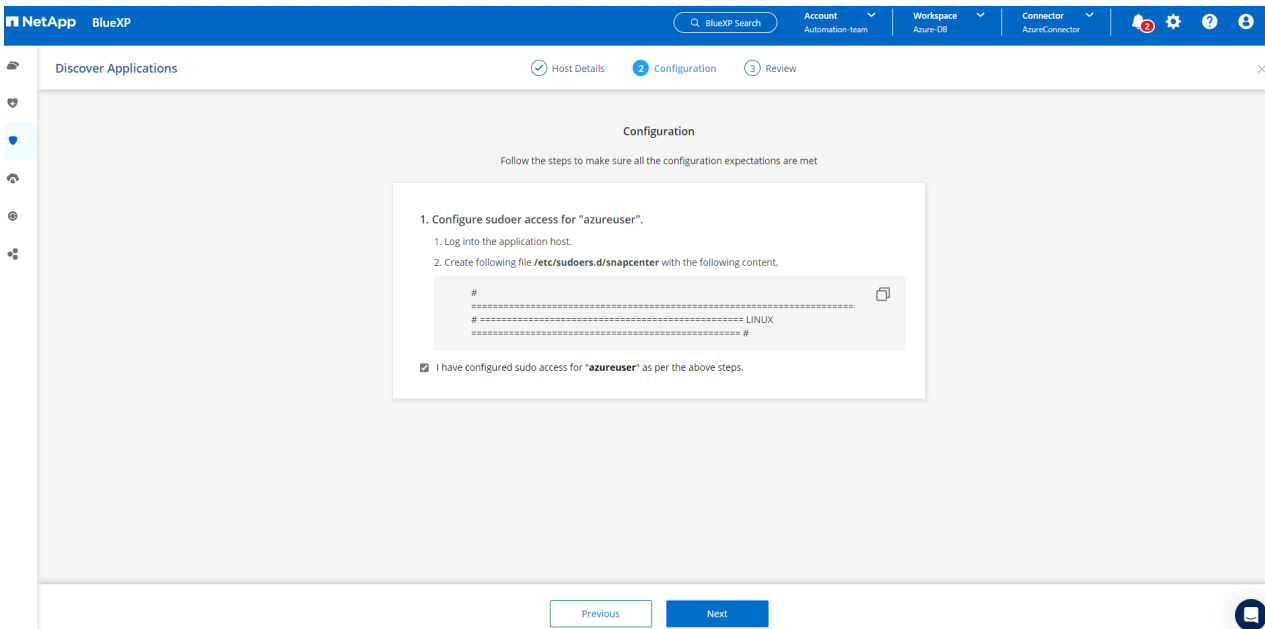 NetApp BlueXP
BlueXP Search
Account
Automation-team
Workspace
Azure-DB
Connector
AzureConnector
2
Discover Applications
Host Details
2 Configuration
3 Review
Configuration
Follow the steps to make sure all the configuration expectations are met
1. Configure sudoer access for "azureuser".
1. Log into the application host.
2. Create following file /etc/sudoers.d/snapcenter with the following content,
#
========================================================================
# ================================================= LINUX
================================================== #
I have configured sudo access for "azureuser" as per the above steps.
Previous
Next